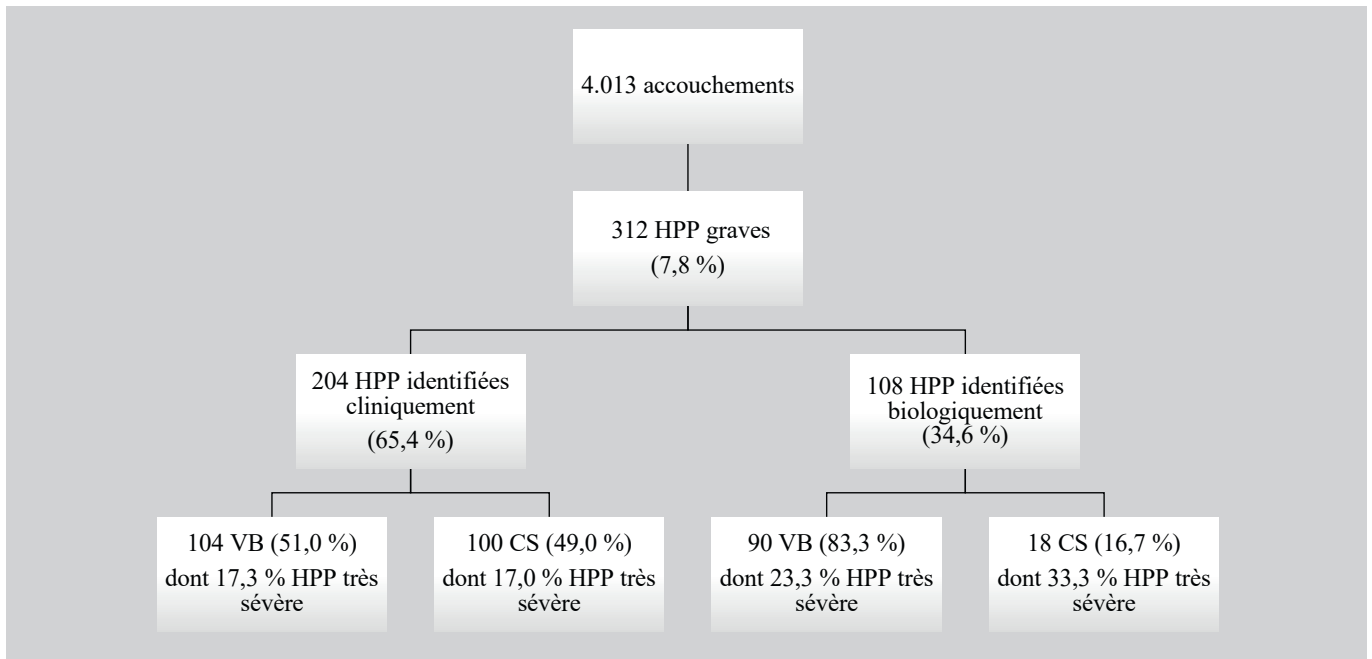 4.013 accouchements
312 HPP graves
(7,8 %)
204 HPP identifiées
cliniquement
(65,4 %)
108 HPP identifiées
biologiquement
(34,6 %)
104 VB (51,0 %)
dont 17,3 % HPP très
sévère
100 CS (49,0 %)
dont 17,0 % HPP très
sévère
90 VB (83,3 %)
dont 23,3 % HPP très
sévère
18 CS (16,7 %)
dont 33,3 % HPP très
sévère